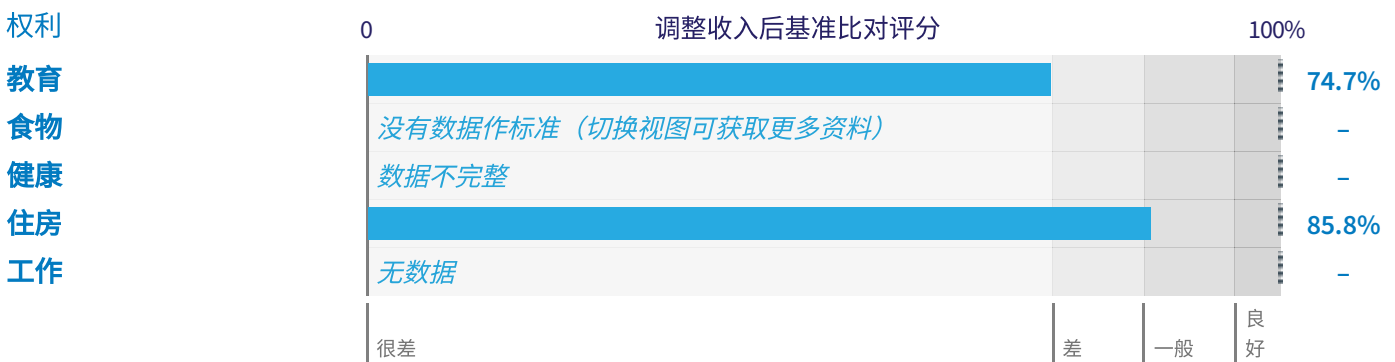 权利 0 调整收入后基准比对评分 100%
教育 74.7%
食物 没有数据作标准（切换视图可获取更多资料） –
健康 数据不完整 –
住房 85.8%
工作 无数据 –
很差 差 一般 良
好